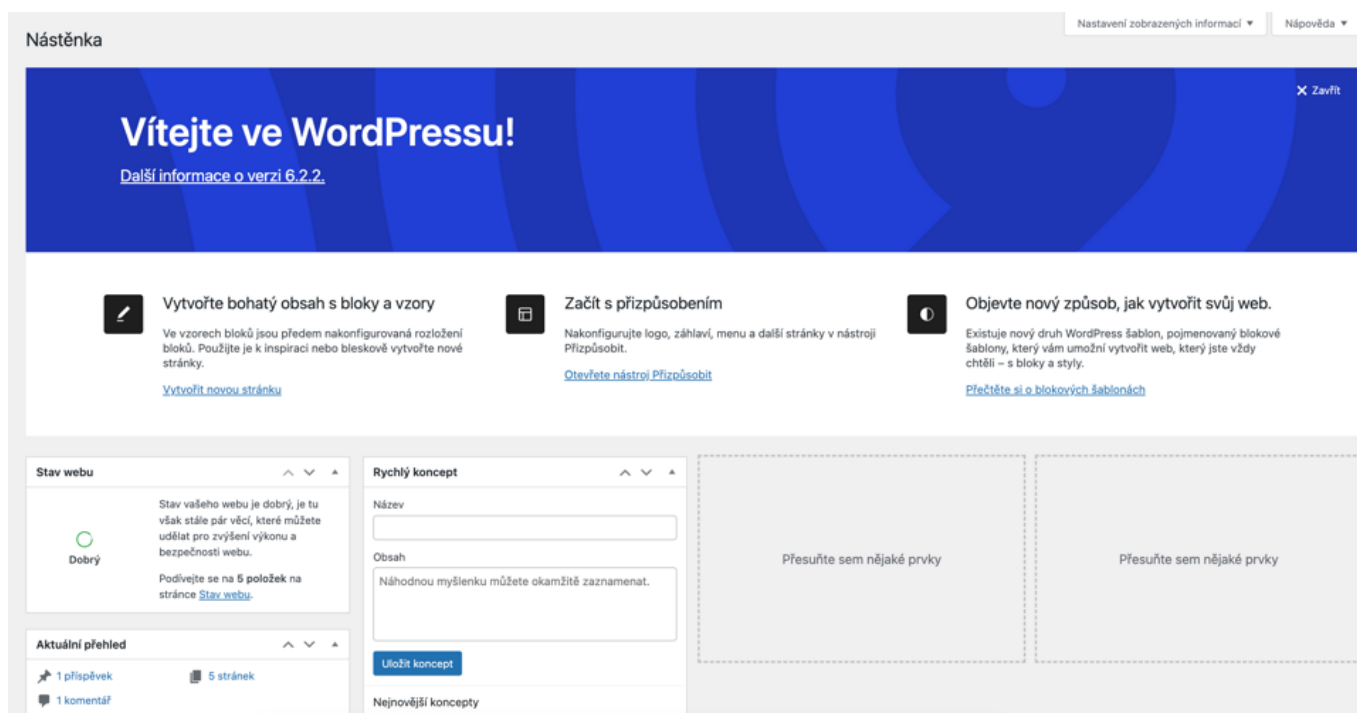 Nastavení zobrazených informací
Nápověda
Nástěnka
Zavřít
Vítejte ve WordPressu!
Další informace o verzi 6.2.2.
Vytvořte bohatý obsah s bloky a vzory
Ve vzorech bloků jsou předem nakonfigurovaná rozložení
bloků. Použijte je k inspiraci nebo bleskově vytvořte nové
stránky.
Vytvořit novou stránku
Začít s přizpůsobením
Nakonfigurujte logo, záhlaví, menu a další stránky v nástroji
Přizpůsobit.
Otevřete nástroj Přizpůsobit
Objevte nový způsob, jak vytvořit svůj web.
Existuje nový druh WordPress šablon, pojmenovaný blokové
šablony, který vám umožní vytvořit web, který jste vždy
chtěli – s bloky a styly.
Přečtěte si o blokových šablonách
Stav webu
Dobrý
Stav vašeho webu je dobrý, je tu
však stále pár věcí, které můžete
udělat pro zvýšení výkonu a
bezpečnosti webu.
Podívejte se na 5 položek na
stránce Stav webu.
Aktuální přehled
1 příspěvek
5 stránek
1 komentář
Rychlý koncept
Název
Obsah
Náhodnou myšlenku můžete okamžitě zaznamenat.
Uložit koncept
Nejnovější koncepty
Přesuňte sem nějaké prvky
Přesuňte sem nějaké prvky